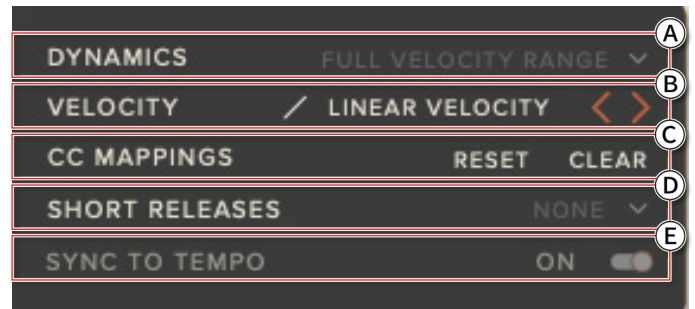 A
DYNAMICS FULL VELOCITY RANGE
B
VELOCITY LINEAR VELOCITY
C
CC MAPPINGS RESET CLEAR
D
SHORT RELEASES NONE
E
SYNC TO TEMPO ON